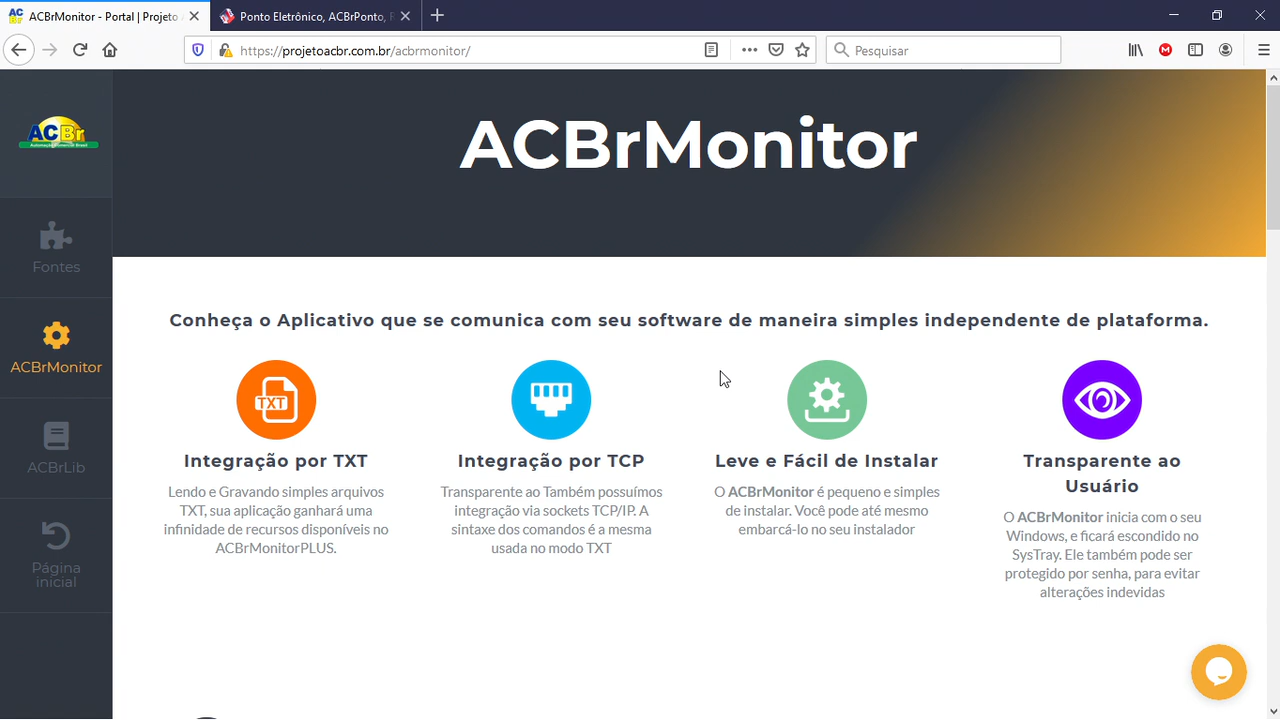 ACBrMonitor - Portal | Projeto
Ponto Eletrônico, ACBrPonto,
https://projetoacbr.com.br/acbrmonitor/
Pesquisar
ACBr
Automação Comercial Brasil
Fontes
ACBrMonitor
ACBrLib
Página
inicial
ACBrMonitor
Conheça o Aplicativo que se comunica com seu software de maneira simples independente de plataforma.
TXT
Integração por TXT
Lendo e Gravando simples arquivos
TXT, sua aplicação ganhará uma
infinidade de recursos disponíveis no
ACBrMonitorPLUS.
Integração por TCP
Transparente ao Também possuímos
integração via sockets TCP/IP. A
sintaxe dos comandos é a mesma
usada no modo TXT
Leve e Fácil de Instalar
O ACBrMonitor é pequeno e simples
de instalar. Você pode até mesmo
embarcá-lo no seu instalador
Transparente ao
Usuário
O ACBrMonitor inicia com o seu
Windows, e ficará escondido no
SysTray. Ele também pode ser
protegido por senha, para evitar
alterações indevidas